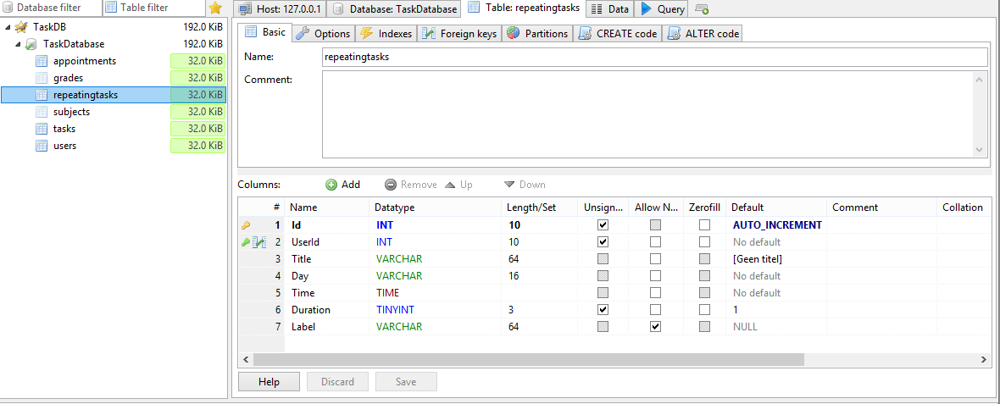 Database filter Table filter
TaskDB 192.0 KiB
TaskDatabase 192.0 KiB
appointments 32.0 KiB
grades 32.0 KiB
repeatingtasks 32.0 KiB
subjects 32.0 KiB
tasks 32.0 KiB
users 32.0 KiB
Host: 127.0.0.1 Database: TaskDatabase Table: repeatingtasks Data Query
Basic Options Indexes Foreign keys Partitions CREATE code ALTER code
Name: repeatingtasks
Comment:
Columns: Add Remove Up Down
# Name Datatype Length/Set Unsign... Allow N... Zerofill Default Comment Collation
1 Id INT 10 AUTO_INCREMENT
2 UserId INT 10 No default
3 Title VARCHAR 64 [Geen titel]
4 Day VARCHAR 16 No default
5 Time TIME No default
6 Duration TINYINT 3 1
7 Label VARCHAR 64 NULL
Help Discard Save